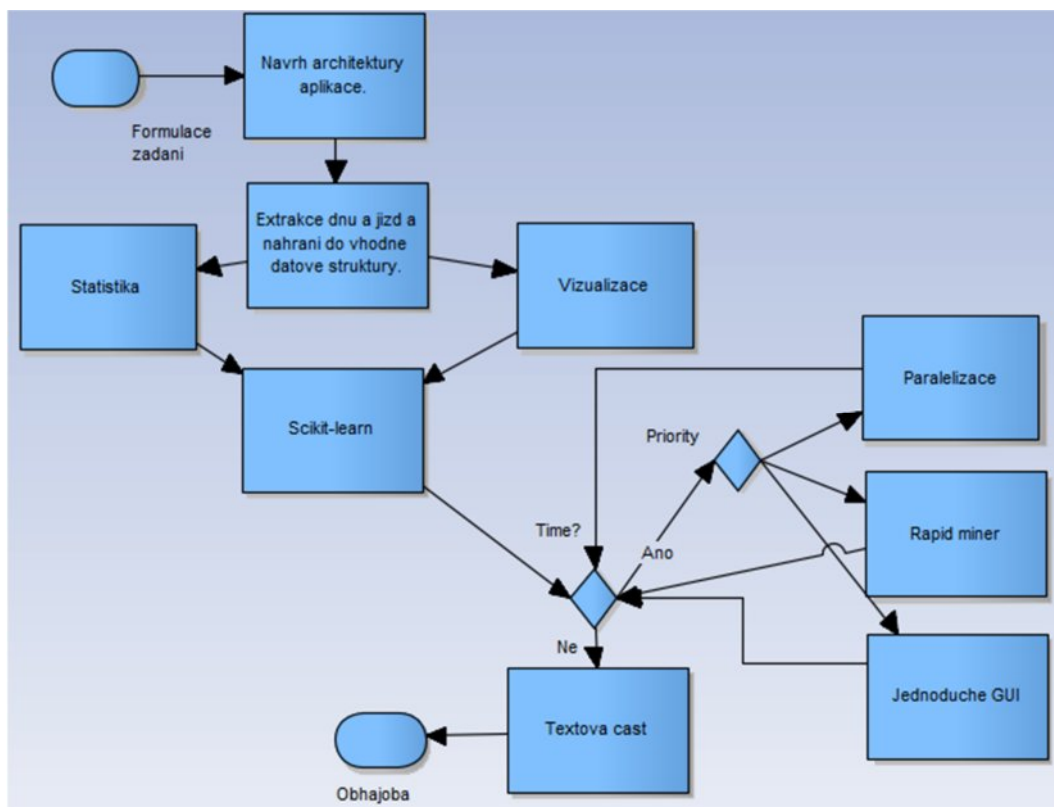 Navrh architektury
aplikace.
Formulace
zadani
Extrakce dnu a jizd a
nahrani do vhodne
datove struktury.
Statistika
Vizualizace
Scikit-learn
Paralelizace
Priority
Rapid miner
Time?
Ano
Ne
Jednoduche GUI
Textova cast
Obhajoba